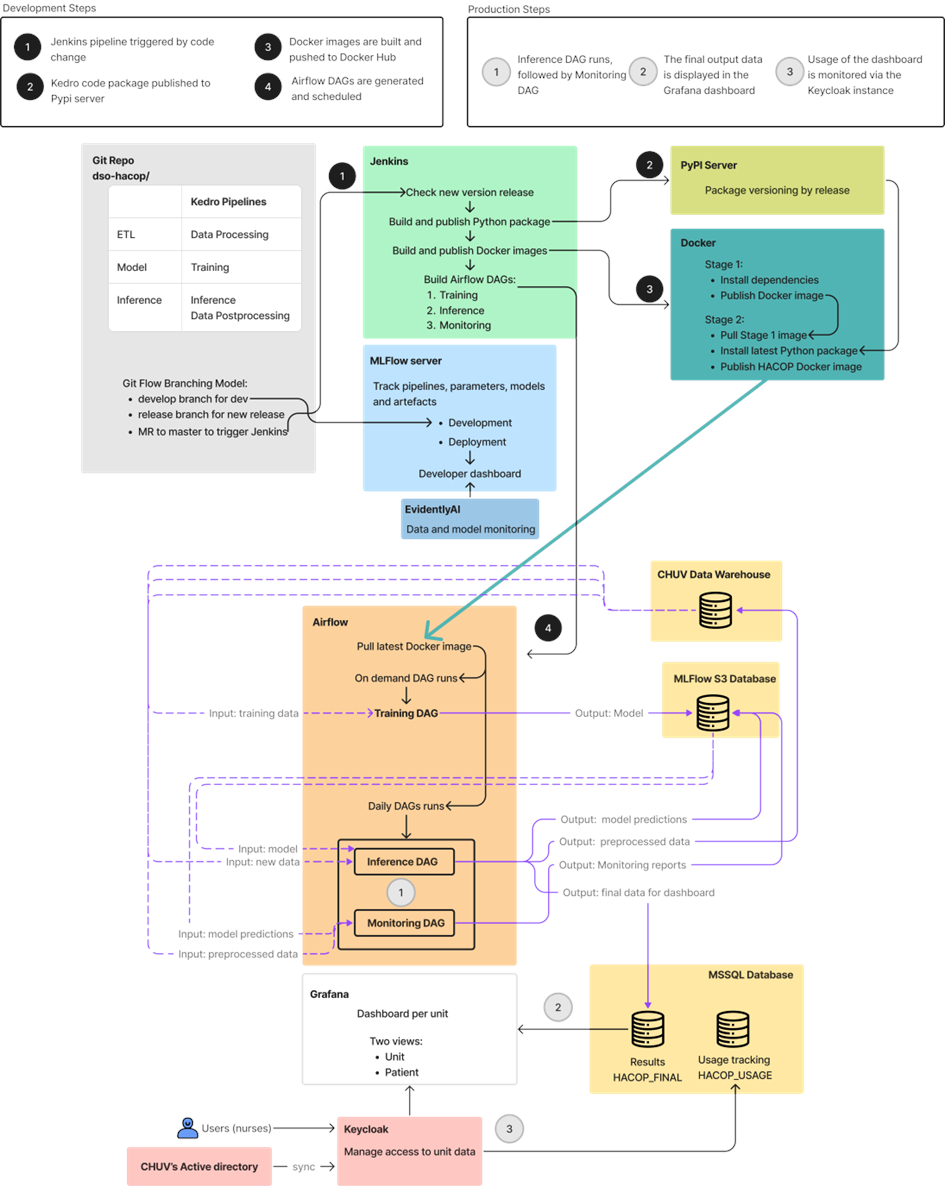 Development Steps
1 Jenkins pipeline triggered by code
change
2 Kedro code package published to
Pypi server
3 Docker images are built and
pushed to Docker Hub
4 Airflow DAGs are generated
and scheduled
Production Steps
1 Inference DAG runs,
followed by Monitoring
DAG
2 The final output data
is displayed in the
Grafana dashboard
3 Usage of the dashboard
is monitored via the
Keycloak instance
Git Repo
dso-hacop/
Kedro Pipelines
ETL Data Processing
Model Training
Inference Inference
Data Postprocessing
Git Flow Branching Model:
• develop branch for dev
• release branch for new release
• MR to master to trigger Jenkins
1
Jenkins
Check new version release
Build and publish Python package
Build and publish Docker images
Build Airflow DAGs:
1. Training
2. Inference
3. Monitoring
2
PyPI Server
Package versioning by release
3
Docker
Stage 1:
• Install dependencies
• Publish Docker image
Stage 2:
• Pull Stage 1 image
• Install latest Python package
• Publish HACOP Docker image
MLFlow server
Track pipelines, parameters, models
and artefacts
• Development
• Deployment
Developer dashboard
EvidentlyAI
Data and model monitoring
4
CHUV Data Warehouse
MLFlow S3 Database
Airflow
Pull latest Docker image
On demand DAG runs
Input: training data
Training DAG
Output: Model
Daily DAGs runs
Input: model
Input: new data
Inference DAG
1
Monitoring DAG
Input: model predictions
Input: preprocessed data
Output: model predictions
Output: preprocessed data
Output: Monitoring reports
Output: final data for dashboard
Grafana
Dashboard per unit
Two views:
• Unit
• Patient
2
MSSQL Database
Results
HACOP_FINAL
Usage tracking
HACOP_USAGE
Users (nurses)
Keycloak
Manage access to unit data
3
CHUV's Active directory
sync